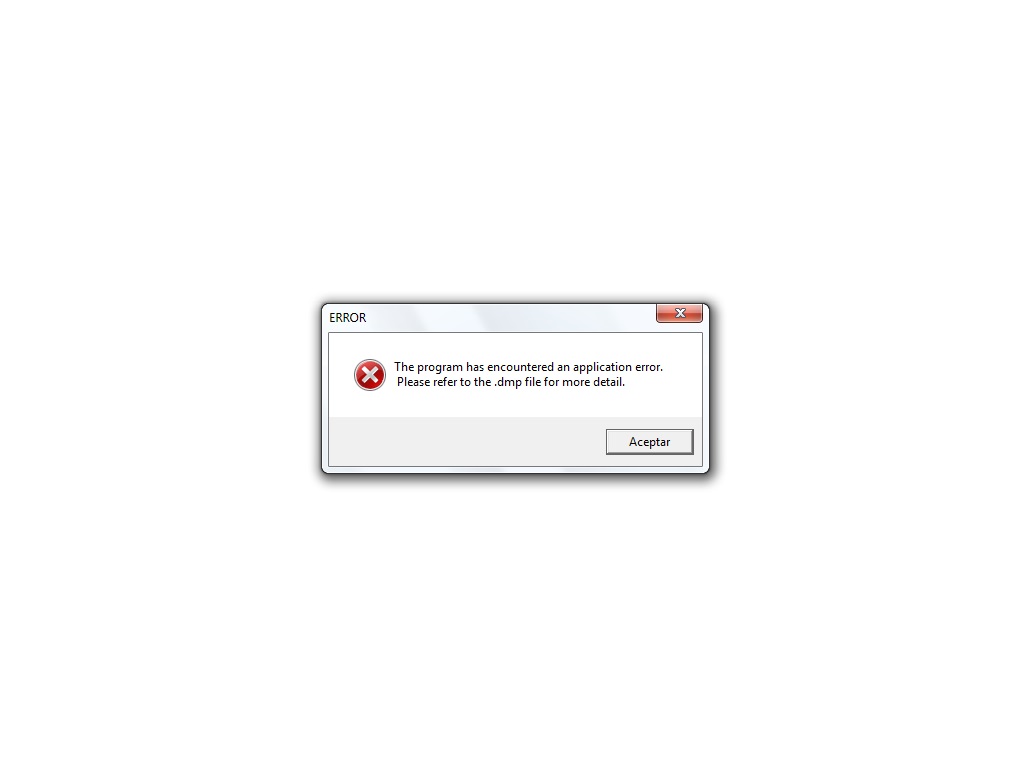 ERROR
The program has encountered an application error.
Please refer to the .dmp file for more detail.
Aceptar